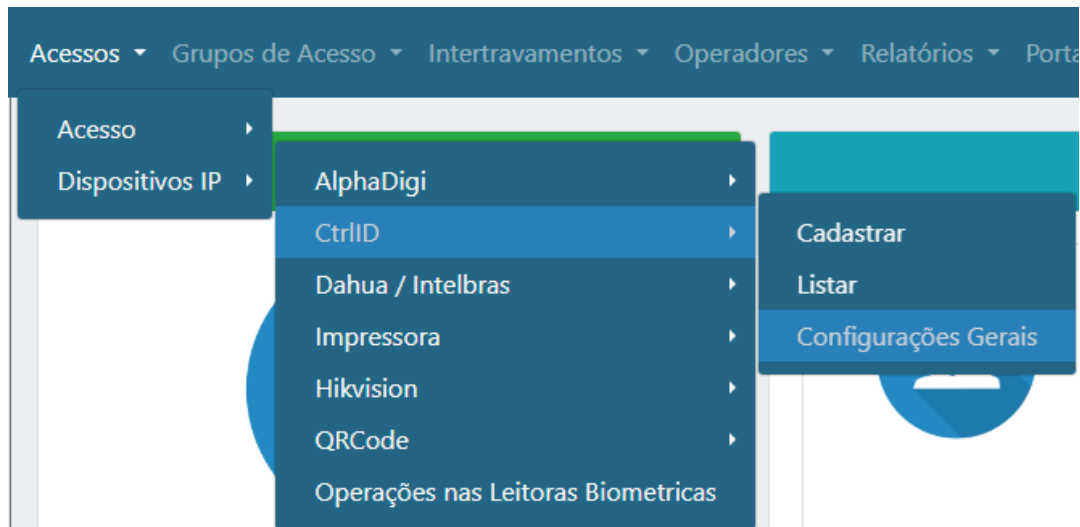 Acessos Grupos de Acesso Intertravamentos Operadores Relatórios
Acesso
Dispositivos IP
AlphaDigi
CtrlID
Dahua / Intelbras
Impressora
Hikvision
QRCode
Operações nas Leitoras Biometricas
Cadastrar
Listar
Configurações Gerais